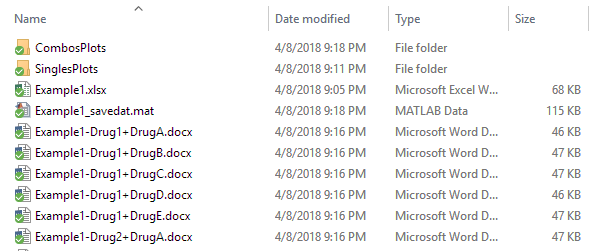 Name Date modified Type Size
CombosPlots 4/8/2018 9:18 PM File folder
SinglesPlots 4/8/2018 9:11 PM File folder
Example1.xlsx 4/8/2018 9:05 PM Microsoft Excel W... 68 KB
Example1_savedat.mat 4/8/2018 9:18 PM MATLAB Data 115 KB
Example1-Drug1+DrugA.docx 4/8/2018 9:16 PM Microsoft Word D... 46 KB
Example1-Drug1+DrugB.docx 4/8/2018 9:16 PM Microsoft Word D... 47 KB
Example1-Drug1+DrugC.docx 4/8/2018 9:16 PM Microsoft Word D... 47 KB
Example1-Drug1+DrugD.docx 4/8/2018 9:16 PM Microsoft Word D... 46 KB
Example1-Drug1+DrugE.docx 4/8/2018 9:16 PM Microsoft Word D... 47 KB
Example1-Drug2+DrugA.docx 4/8/2018 9:16 PM Microsoft Word D... 47 KB